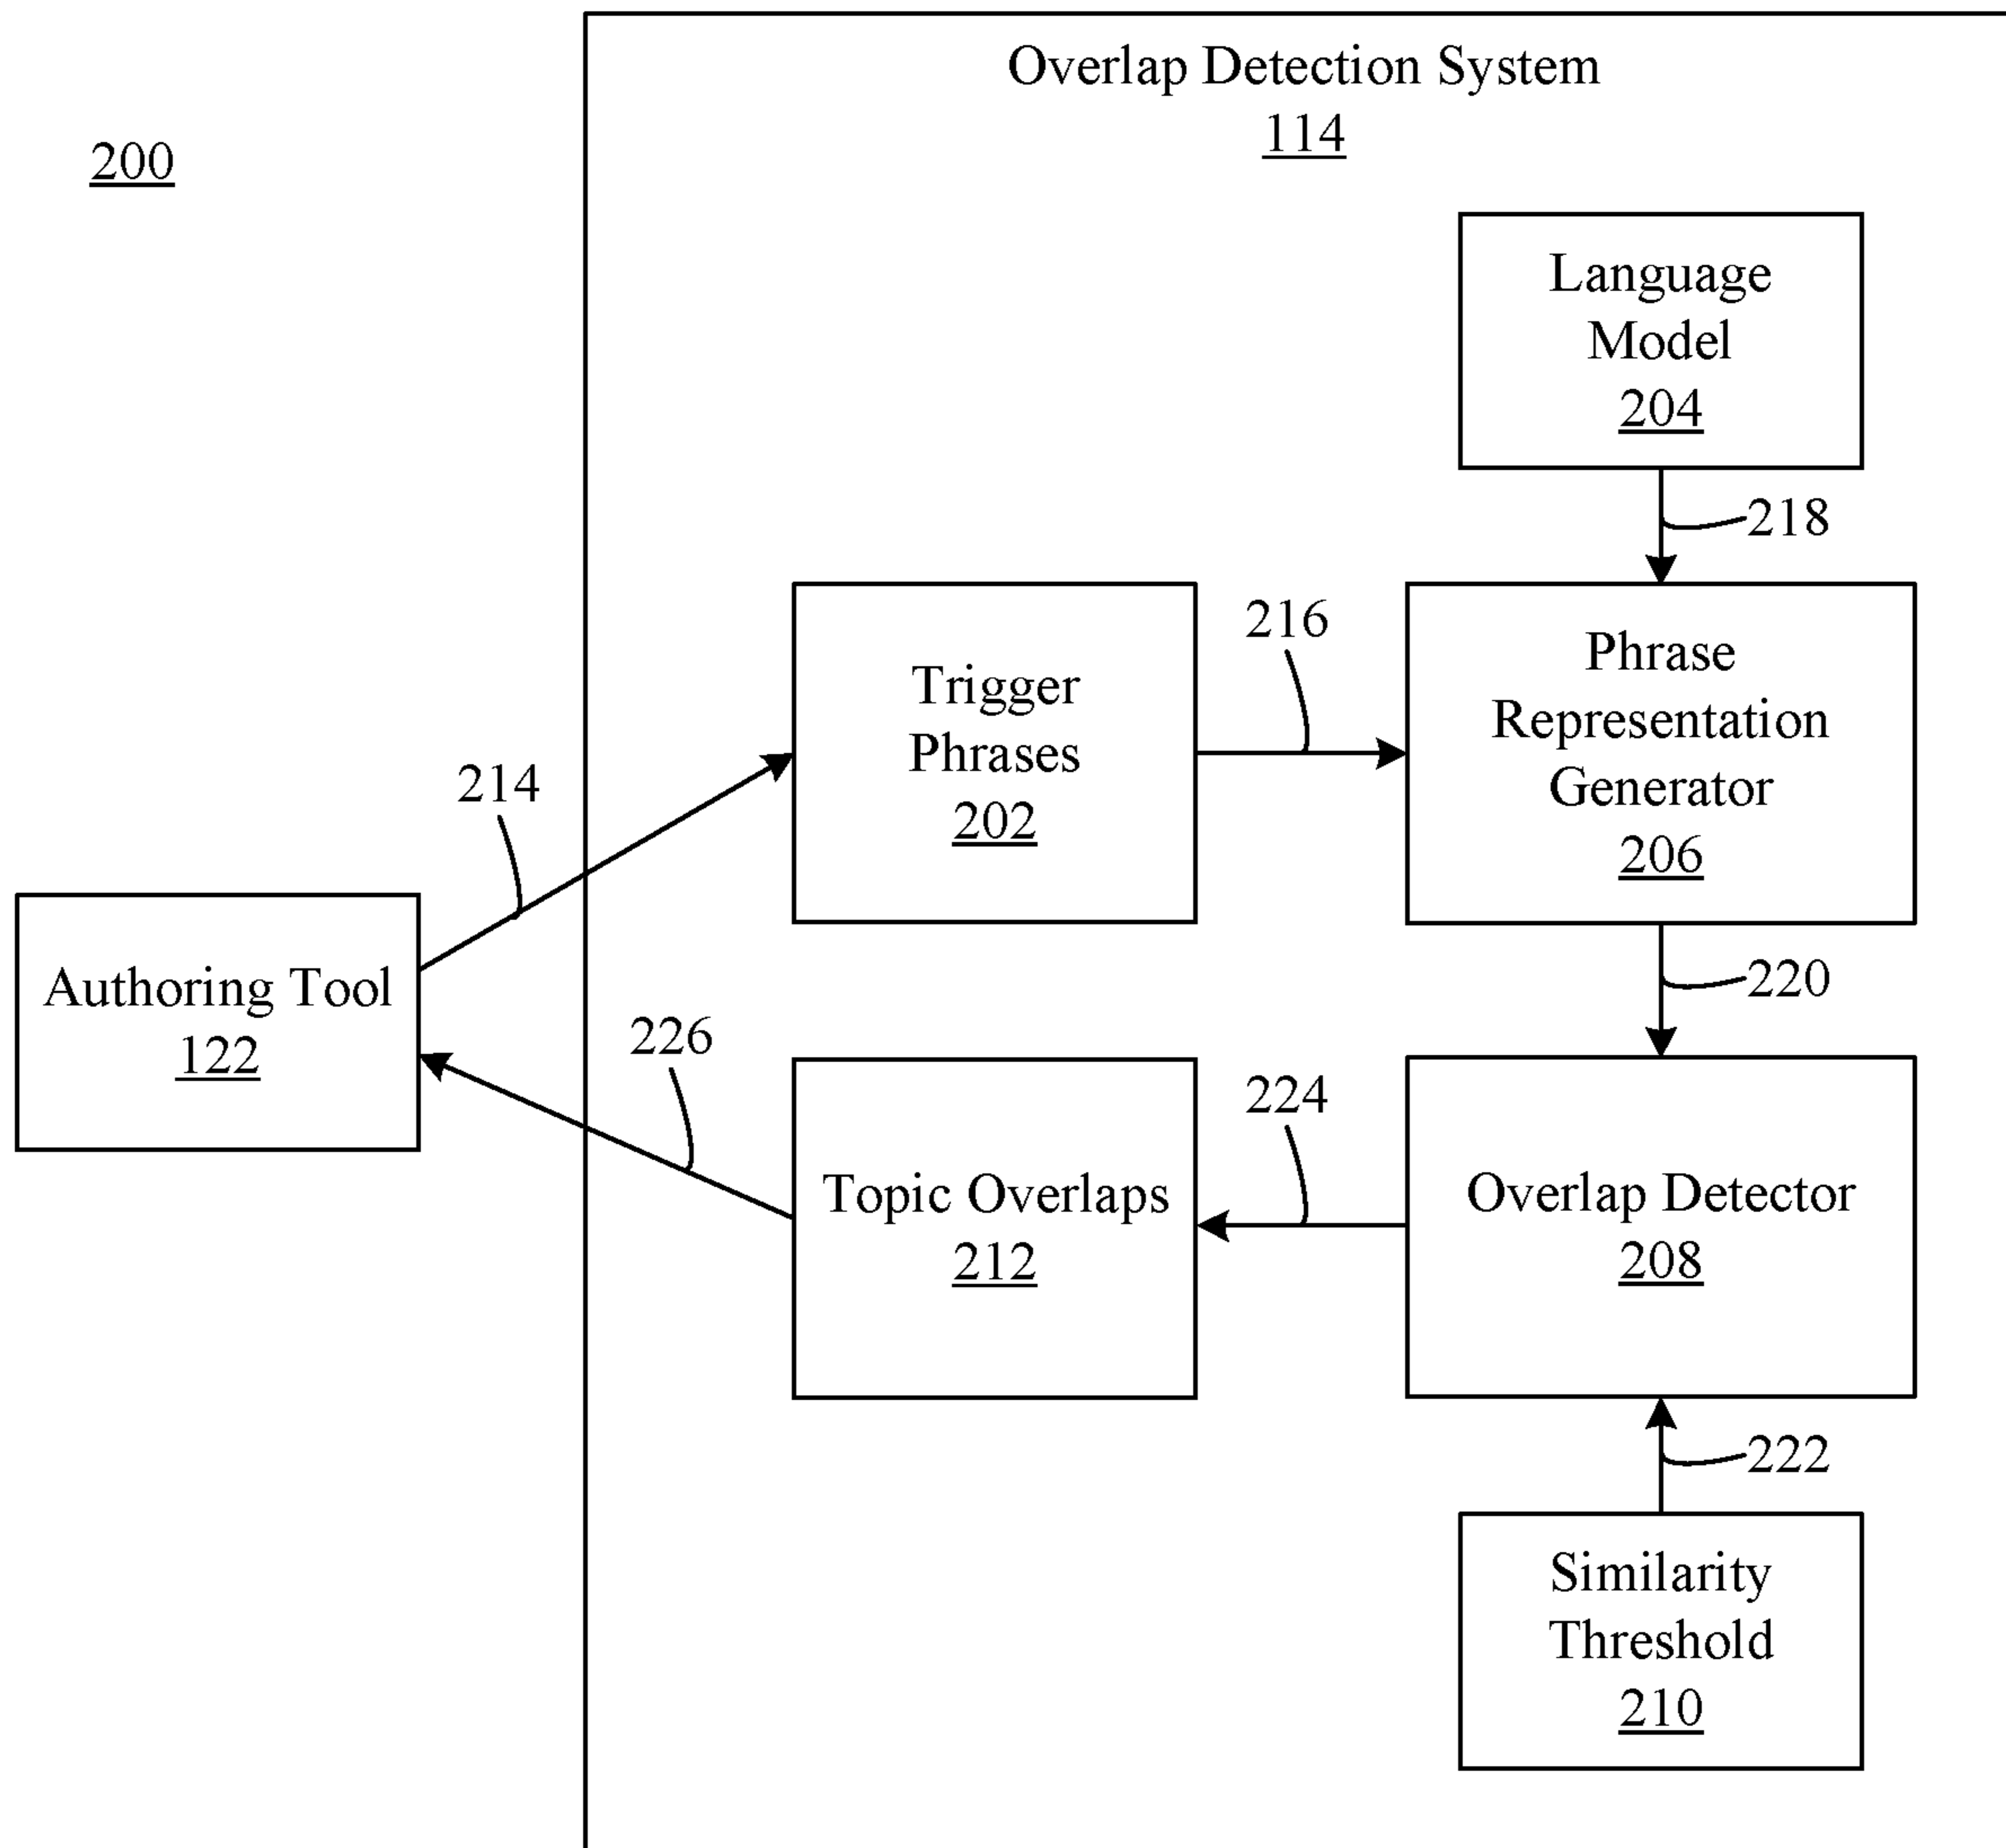 Overlap Detection System
114
200
Language
Model
204
218
216
Trigger
Phrases
202
Phrase
Representation
Generator
206
214
Authoring Tool
122
220
226
224
Topic Overlaps
212
Overlap Detector
208
222
Similarity
Threshold
210